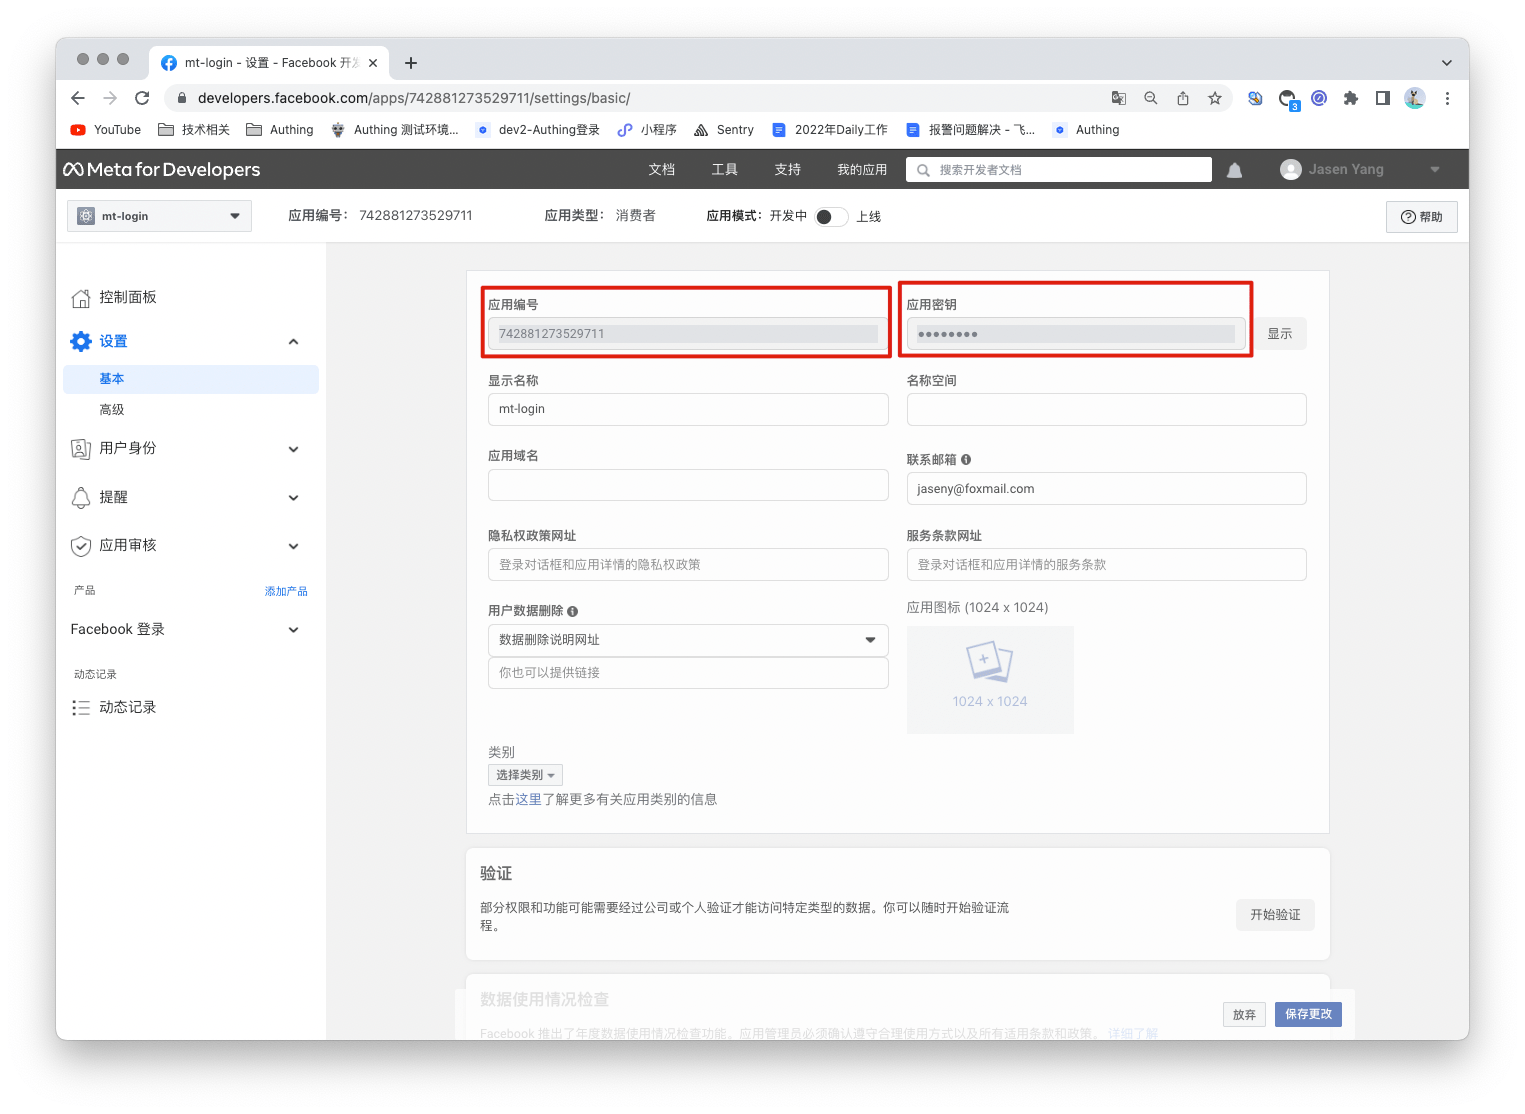 mt-login - 设置 - Facebook 开发
developers.facebook.com/apps/742881273529711/settings/basic/
3
YouTube 技术相关 Authing Authing 测试环境... dev2-Authing登录 小程序 Sentry 2022年Daily工作 报警问题解决 - 飞... Authing
Meta for Developers 文档 工具 支持 我的应用 搜索开发者文档 Jasen Yang
mt-login 应用编号： 742881273529711 应用类型： 消费者 应用模式：开发中 上线 帮助
控制面板
设置
基本
高级
用户身份
提醒
应用审核
产品 添加产品
Facebook 登录
动态记录
动态记录
应用编号 应用密钥
742881273529711 ●●●●●●●● 显示
显示名称 名称空间
mt-login
应用域名 联系邮箱
jaseny@foxmail.com
隐私权政策网址 服务条款网址
登录对话框和应用详情的隐私权政策 登录对话框和应用详情的服务条款
用户数据删除 应用图标 (1024 x 1024)
数据删除说明网址
你也可以提供链接
1024 x 1024
类别
选择类别
点击这里了解更多有关应用类别的信息
验证
部分权限和功能可能需要经过公司或个人验证才能访问特定类型的数据。你可以随时开始验证流
程。
开始验证
数据使用情况检查
放弃 保存更改
Facebook 推出了年度数据使用情况检查功能。应用管理员必须确认遵守合理使用方式以及所有适用条款和政策。 详细了解